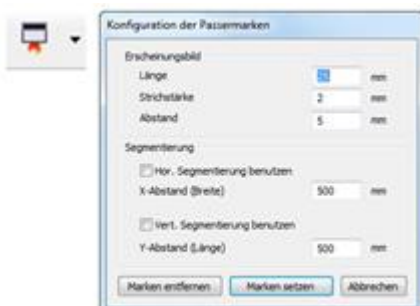 Konfiguration der Passermarken
Erscheinungsbild
Länge 25 mm
Strichstärke 2 mm
Abstand 5 mm
Segmentierung
Hor. Segmentierung benutzen
X-Abstand (Breite) 500 mm
Vert. Segmentierung benutzen
Y-Abstand (Länge) 500 mm
Marken entfernen Marken setzen Abbrechen